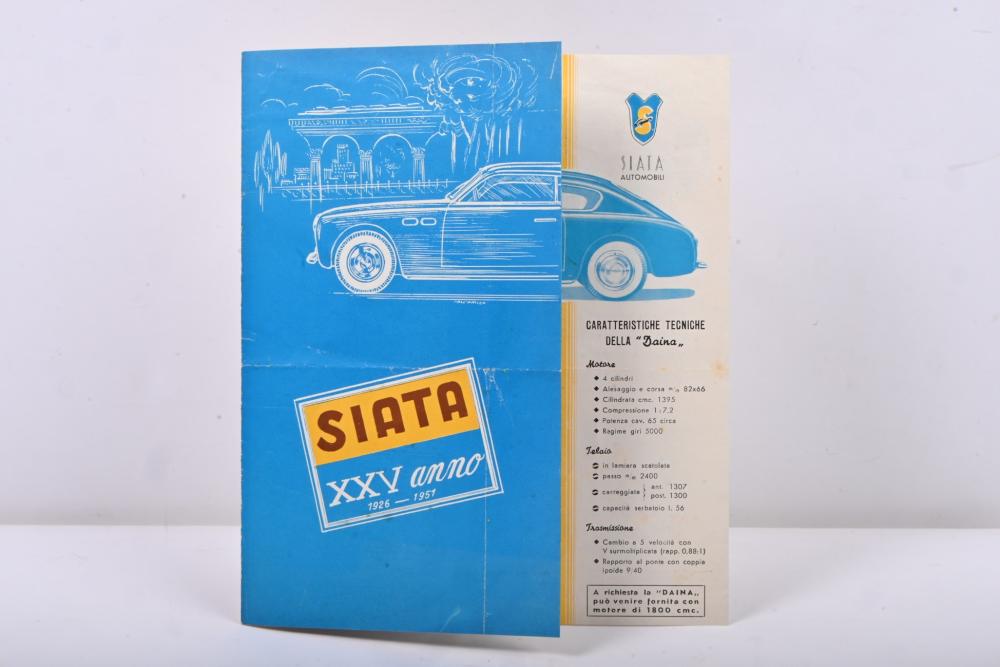 SIATA
XXV anno
1926 — 1951
S
SIATA
AUTOMOBILI
CARATTERISTICHE TECNICHE
DELLA "Daina„
Motore
◆ 4 cilindri
◆ Alesaggio e corsa m/m 82x66
◆ Cilindrata cmc. 1395
◆ Compressione 1:7,2
◆ Potenza cav. 65 circa
◆ Regime giri 5000
Telaio
in lamiera scatolata
passo m/m 2400
carreggiata } ant. 1307
post. 1300
capacità serbatoio l. 56
Trasmissione
◆ Cambio a 5 velocità con
V surmoltiplicata (rapp. 0,88:1)
◆ Rapporto al ponte con coppia
ipoide 9/40
A richiesta la "DAINA„
può venire fornita con
motore di 1800 cmc.